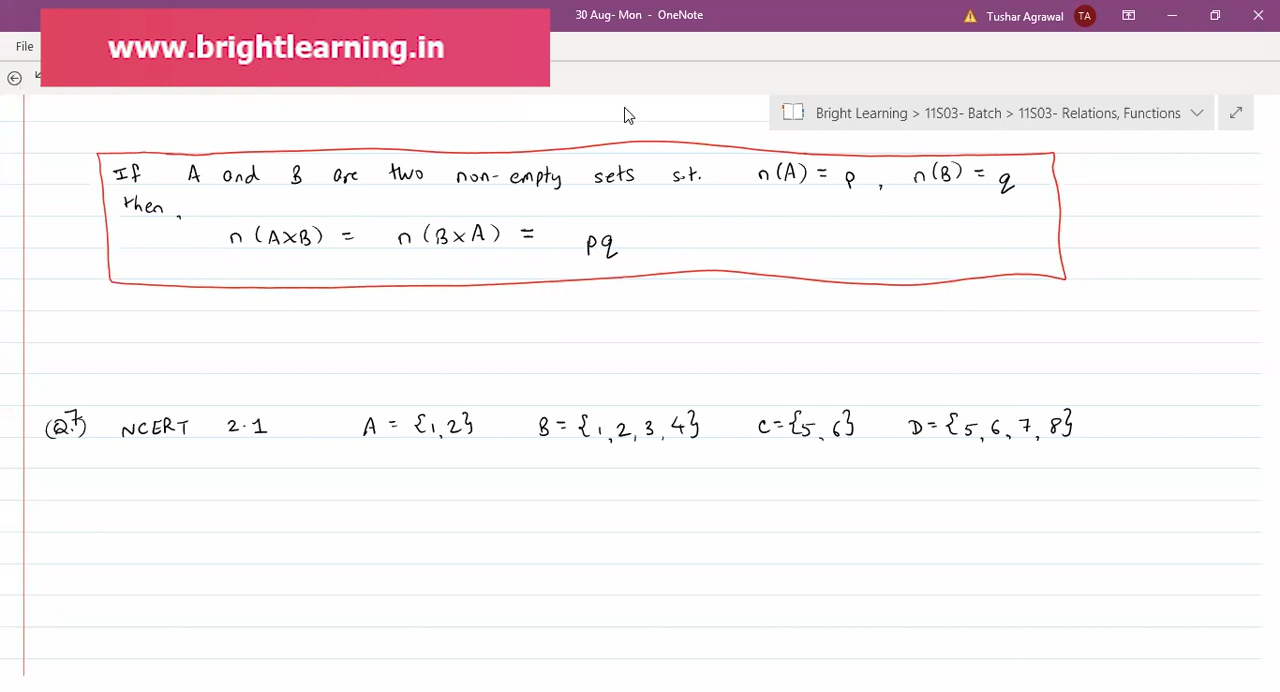 30 Aug- Mon - OneNote
Tushar Agrawal TA
File
www.brightlearning.in
Bright Learning > 11S03- Batch > 11S03- Relations, Functions
If A and B are two non-empty sets s.t. n(A) = p, n(B) = q
then,
n(A×B) = n(B×A) = pq
(Q.7) NCERT 2.1 A = {1,2} B = {1, 2, 3, 4} C={5, 6} D={5, 6, 7, 8}